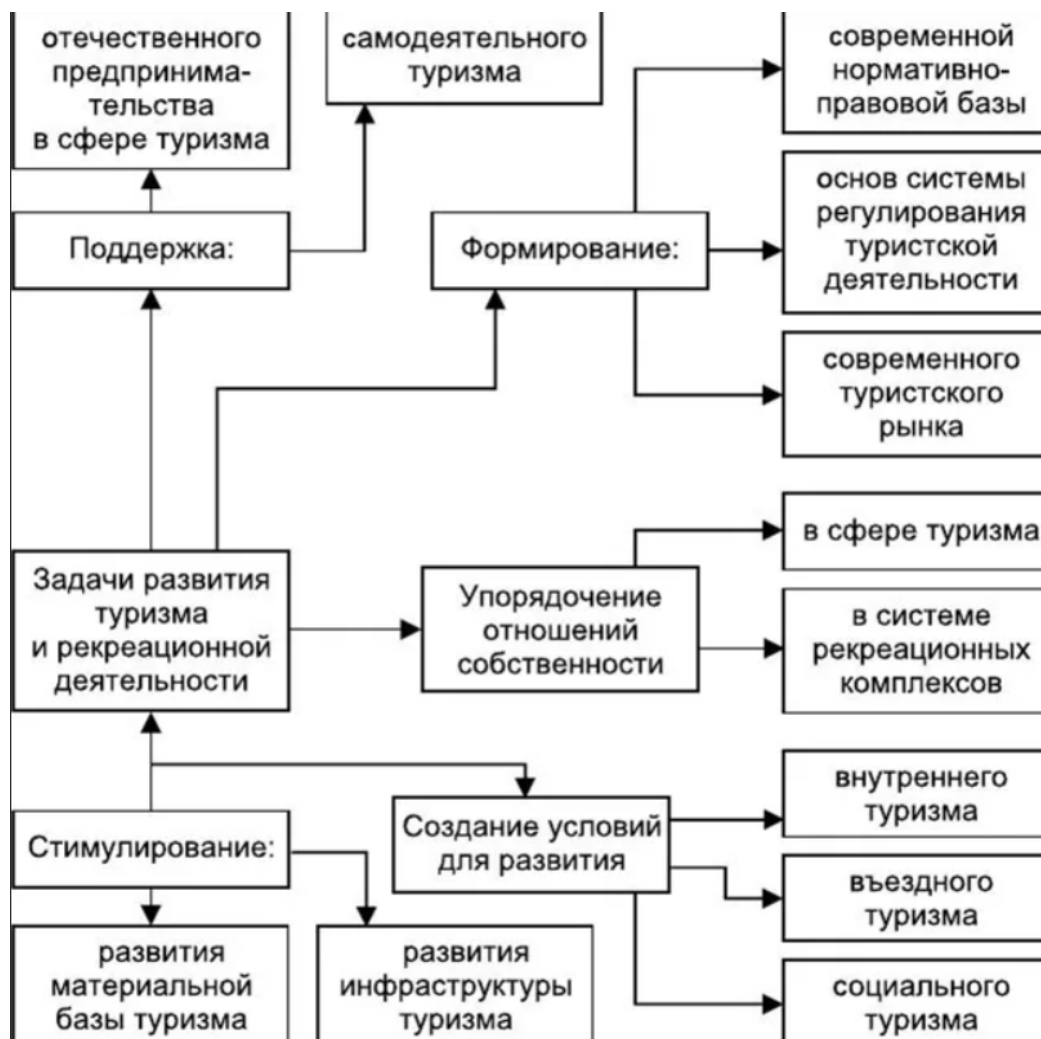 отечественного
предпринима-
тельства
в сфере туризма
самодеятельного
туризма
современной
нормативно-
правовой базы
Поддержка:
Формирование:
основ системы
регулирования
туристской
деятельности
современного
туристского
рынка
Задачи развития
туризма
и рекреационной
деятельности
Упорядочение
отношений
собственности
в сфере туризма
в системе
рекреационных
комплексов
Стимулирование:
Создание условий
для развития
внутреннего
туризма
въездного
туризма
социального
туризма
развития
материальной
базы туризма
развития
инфраструктуры
туризма